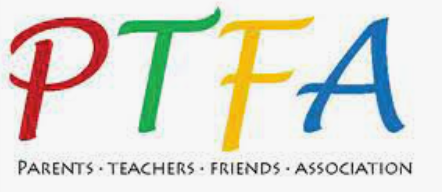 PTFA
PARENTS · TEACHERS · FRIENDS · ASSOCIATION